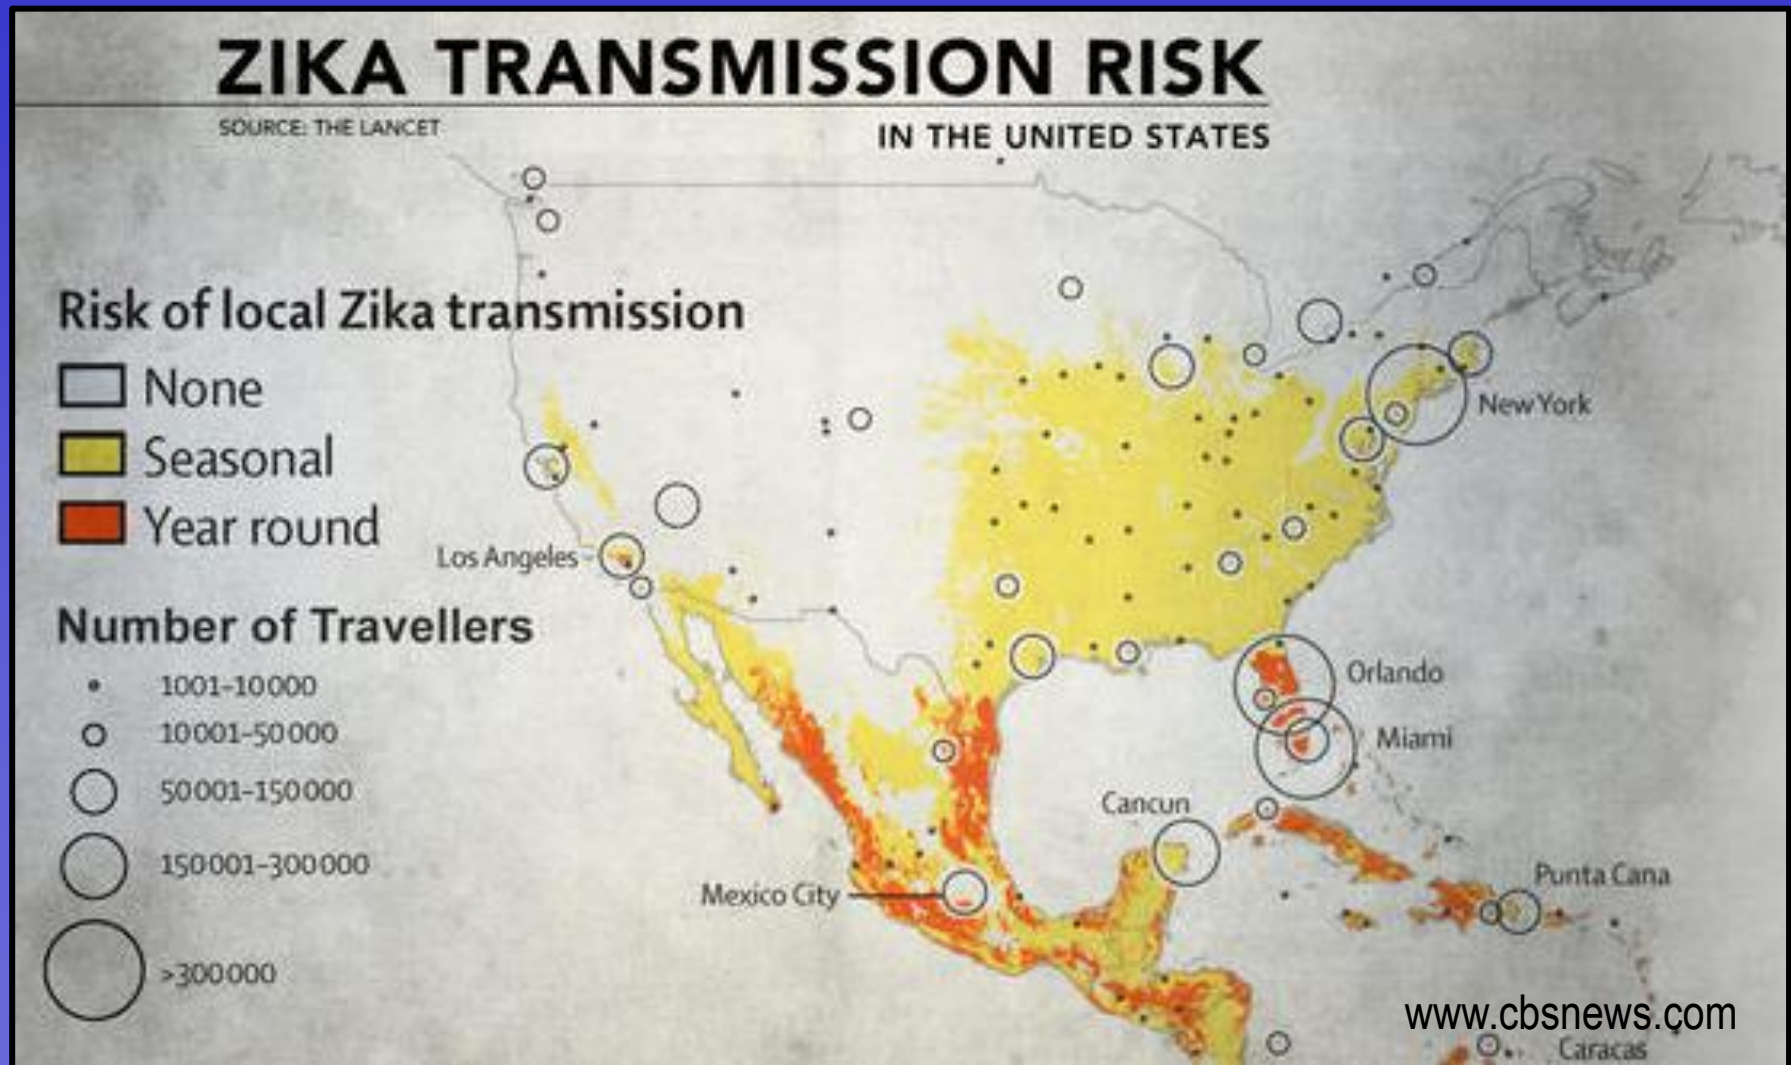 ZIKA TRANSMISSION RISK
SOURCE: THE LANCET
IN THE UNITED STATES
Risk of local Zika transmission
None
Seasonal
Year round
Number of Travellers
1001–10000
10001–50000
50001–150000
150001–300000
>300000
New York
Los Angeles
Orlando
Miami
Cancun
Mexico City
Punta Cana
www.cbsnews.com
Caracas